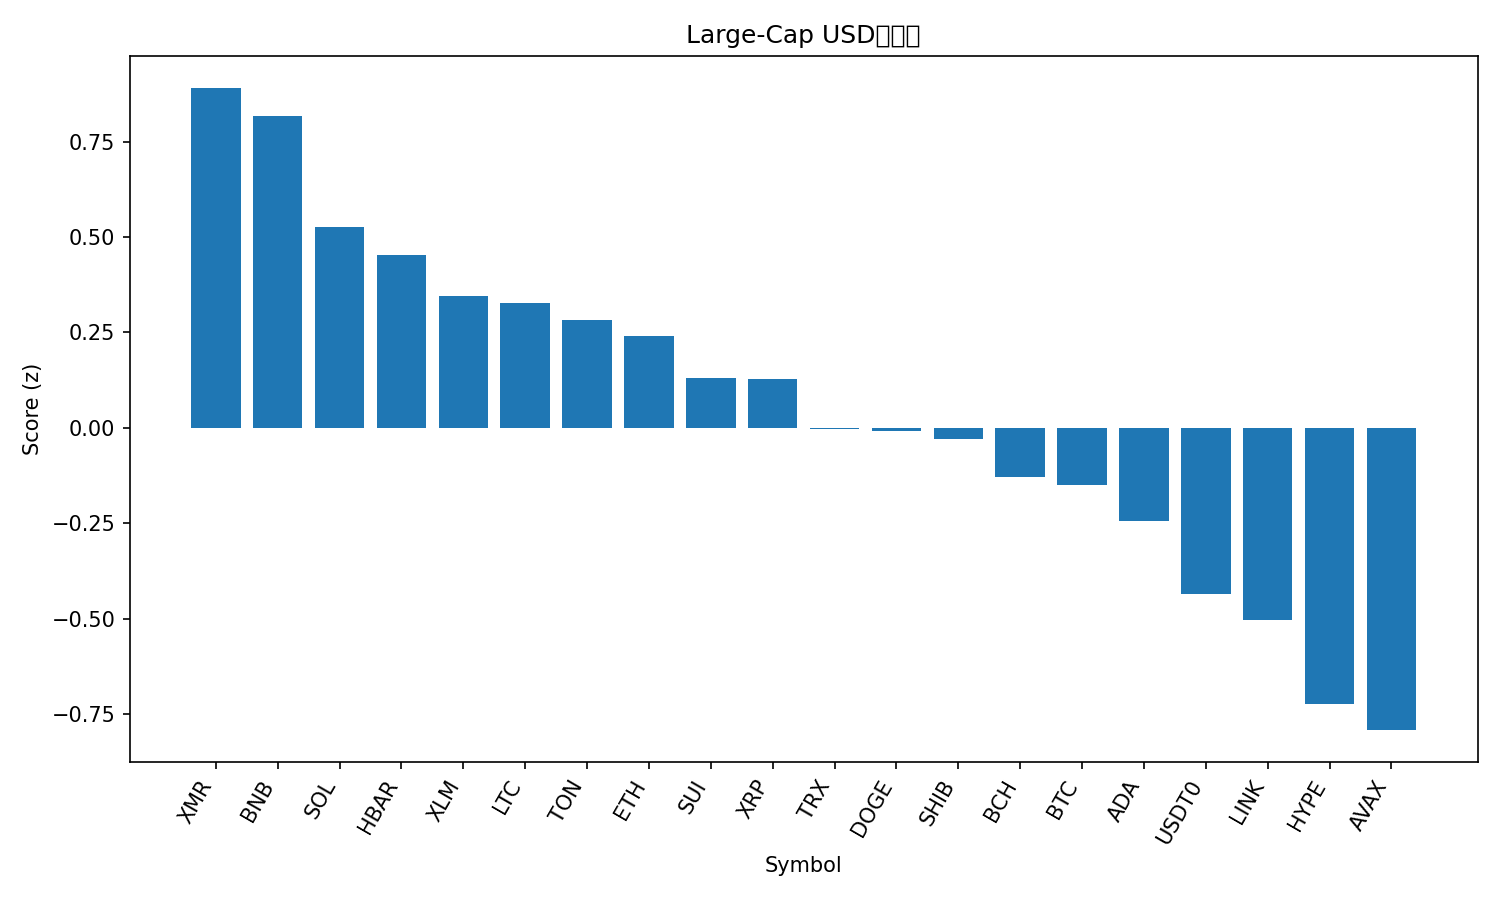 Large-Cap USD
0.75
0.50
0.25
0.00
−0.25
−0.50
−0.75
Score (z)
XMR
BNB
SOL
HBAR
XLM
LTC
TON
ETH
SUI
XRP
TRX
DOGE
SHIB
BCH
BTC
ADA
USDT0
LINK
HYPE
AVAX
Symbol